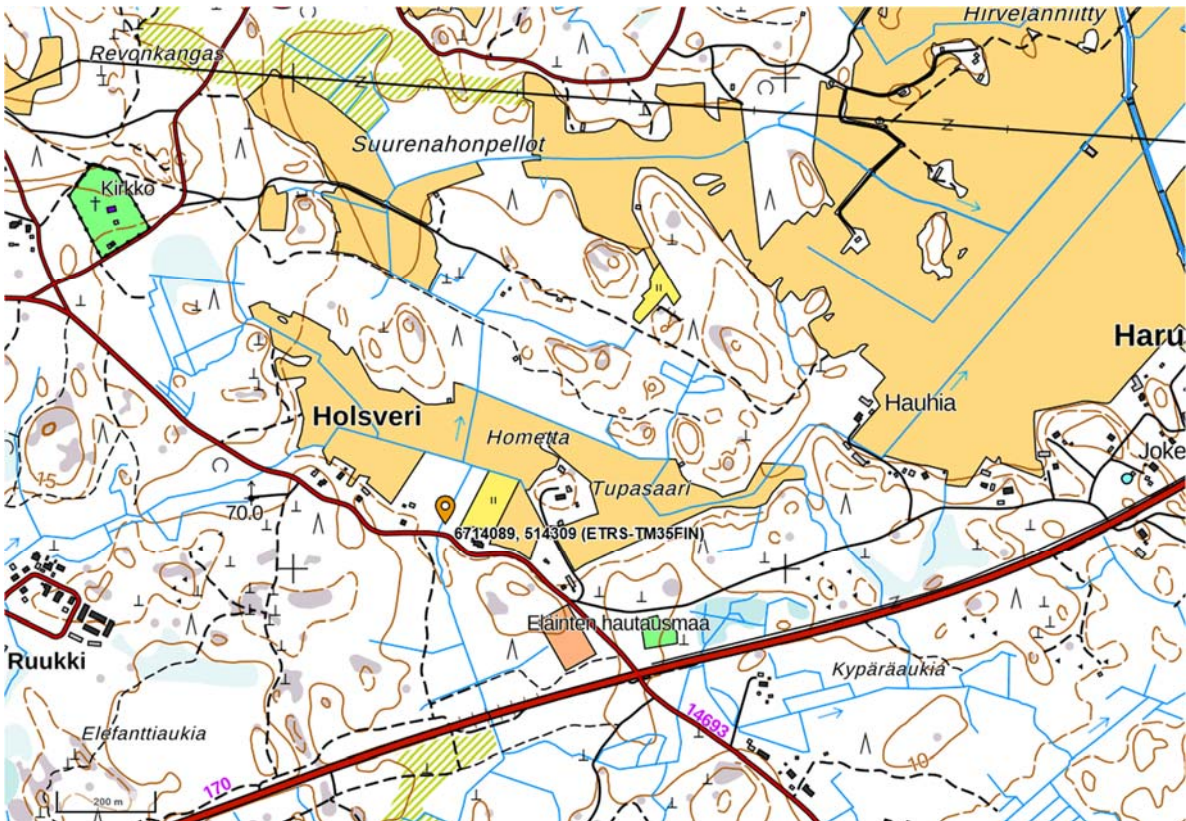 Hirvelänniitty
Revonkangas
Suurenahonpellot
Kirkko
Haru
Hauhia
Holsveri
Hometta
Joke
15
Tupasaari
70.0
6714089, 514309 (ETRS-TM35FIN)
Eläinten hautausmaa
Ruukki
Kypäräaukia
Elefanttiaukia
14693
10
170
200 m